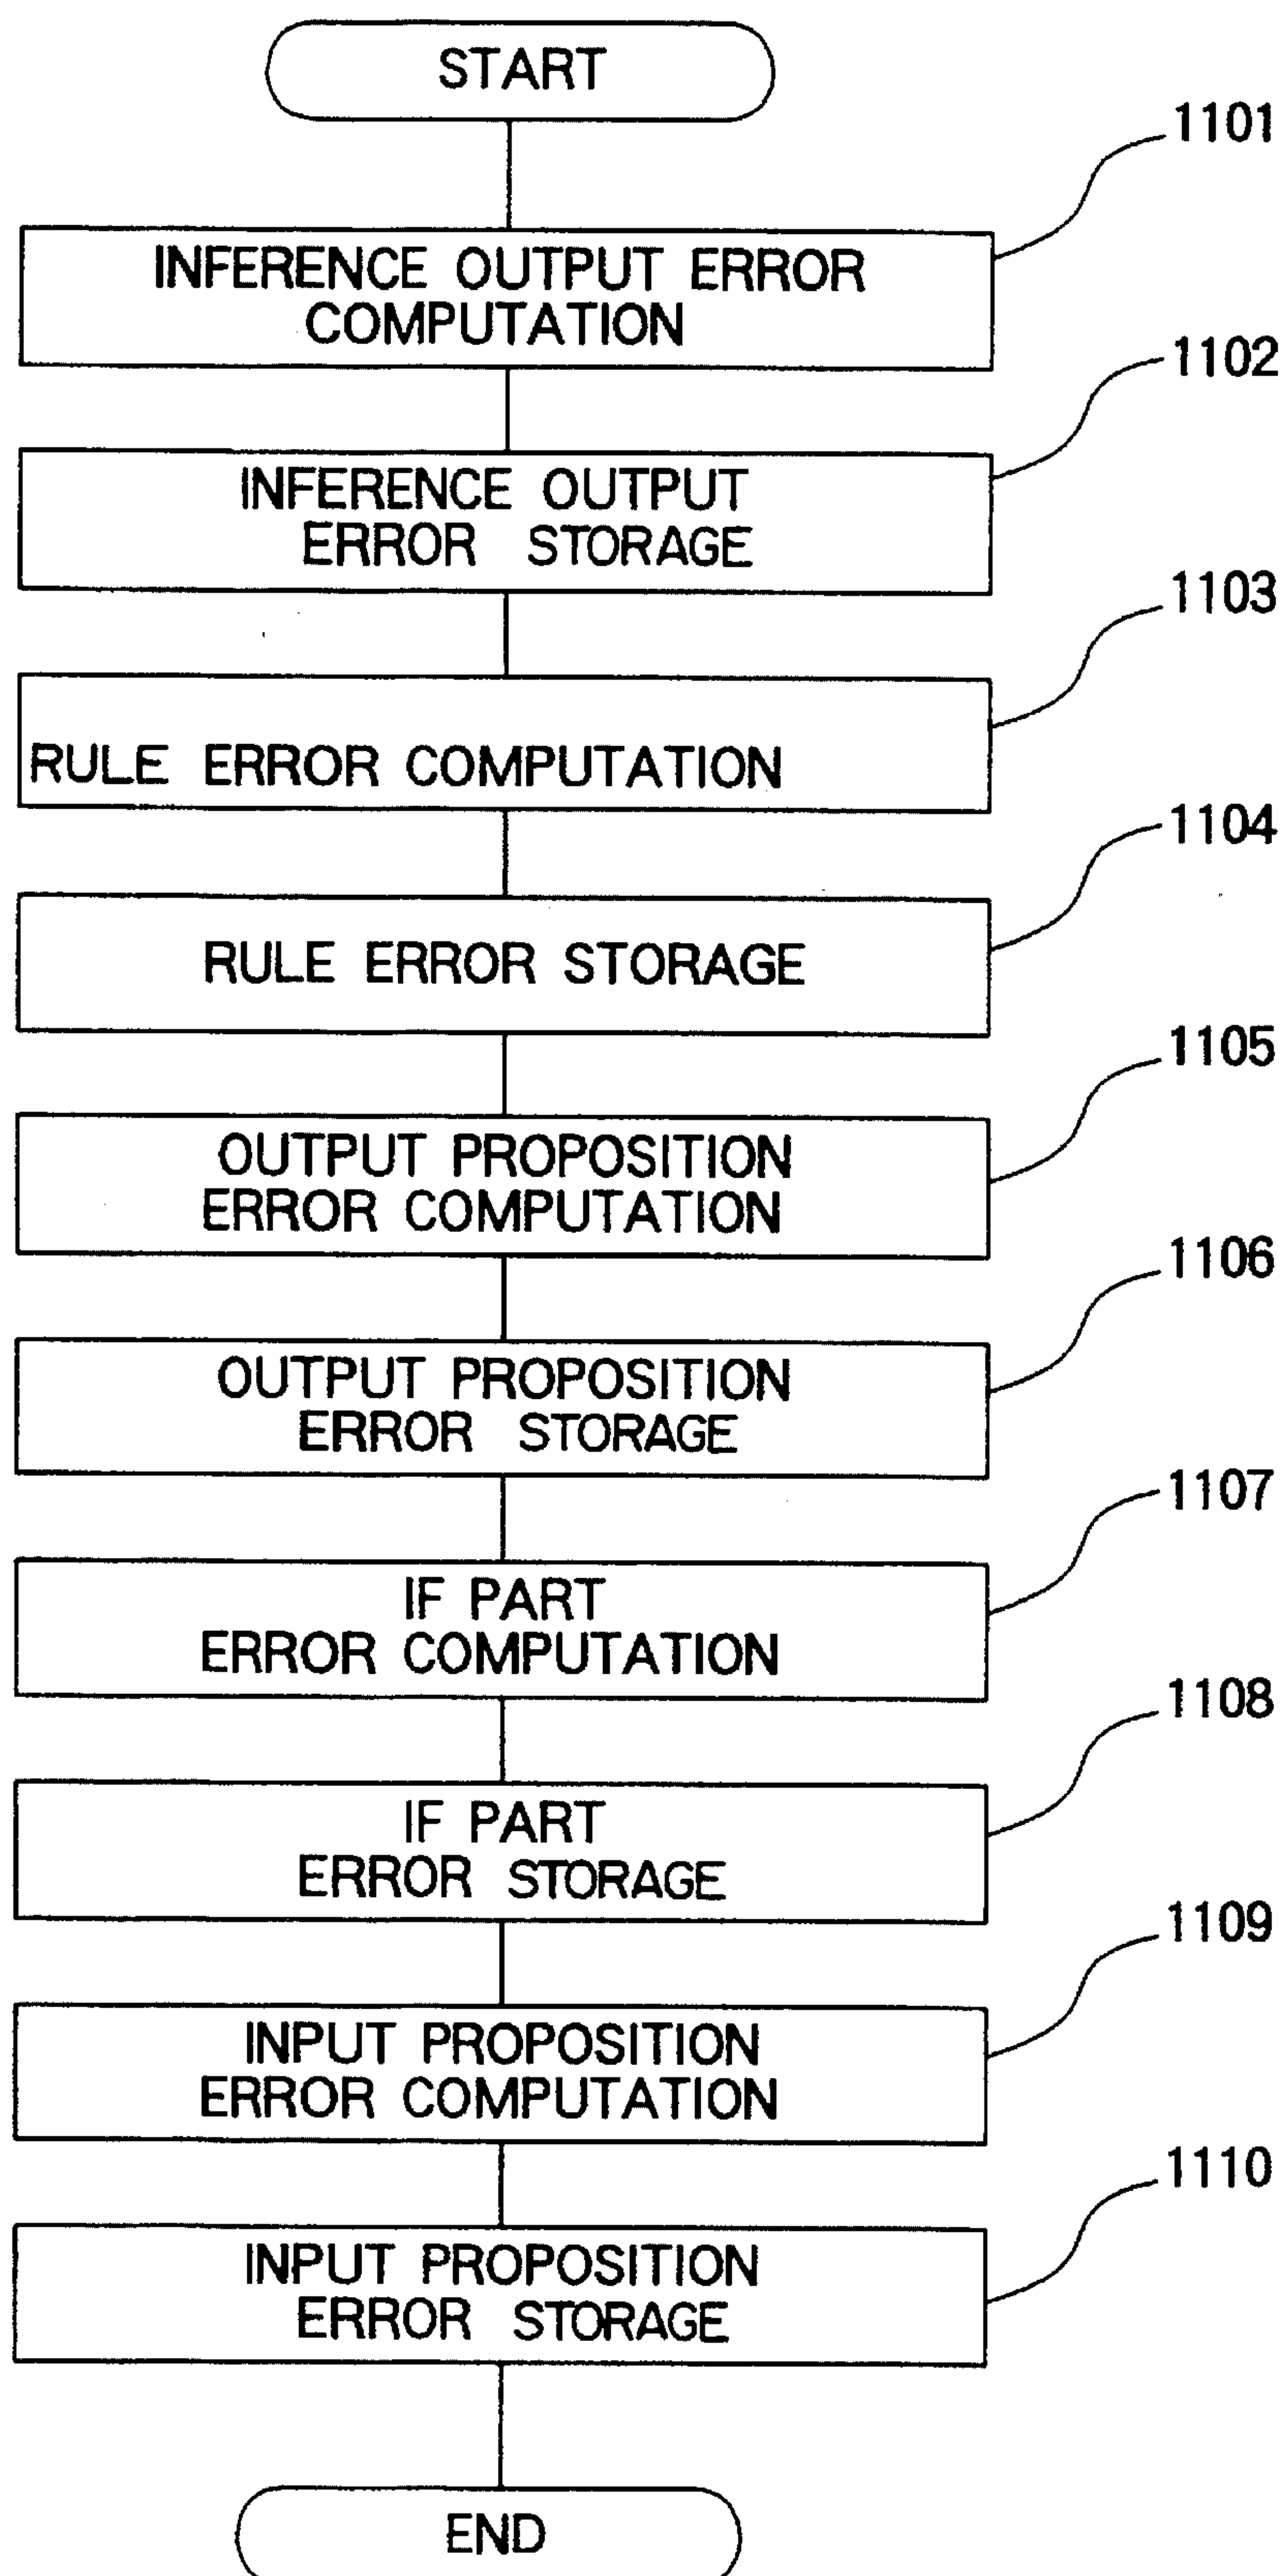 START
1101
INFERENCE OUTPUT ERROR
COMPUTATION
1102
INFERENCE OUTPUT
ERROR STORAGE
1103
RULE ERROR COMPUTATION
1104
RULE ERROR STORAGE
1105
OUTPUT PROPOSITION
ERROR COMPUTATION
1106
OUTPUT PROPOSITION
ERROR STORAGE
1107
IF PART
ERROR COMPUTATION
1108
IF PART
ERROR STORAGE
1109
INPUT PROPOSITION
ERROR COMPUTATION
1110
INPUT PROPOSITION
ERROR STORAGE
END